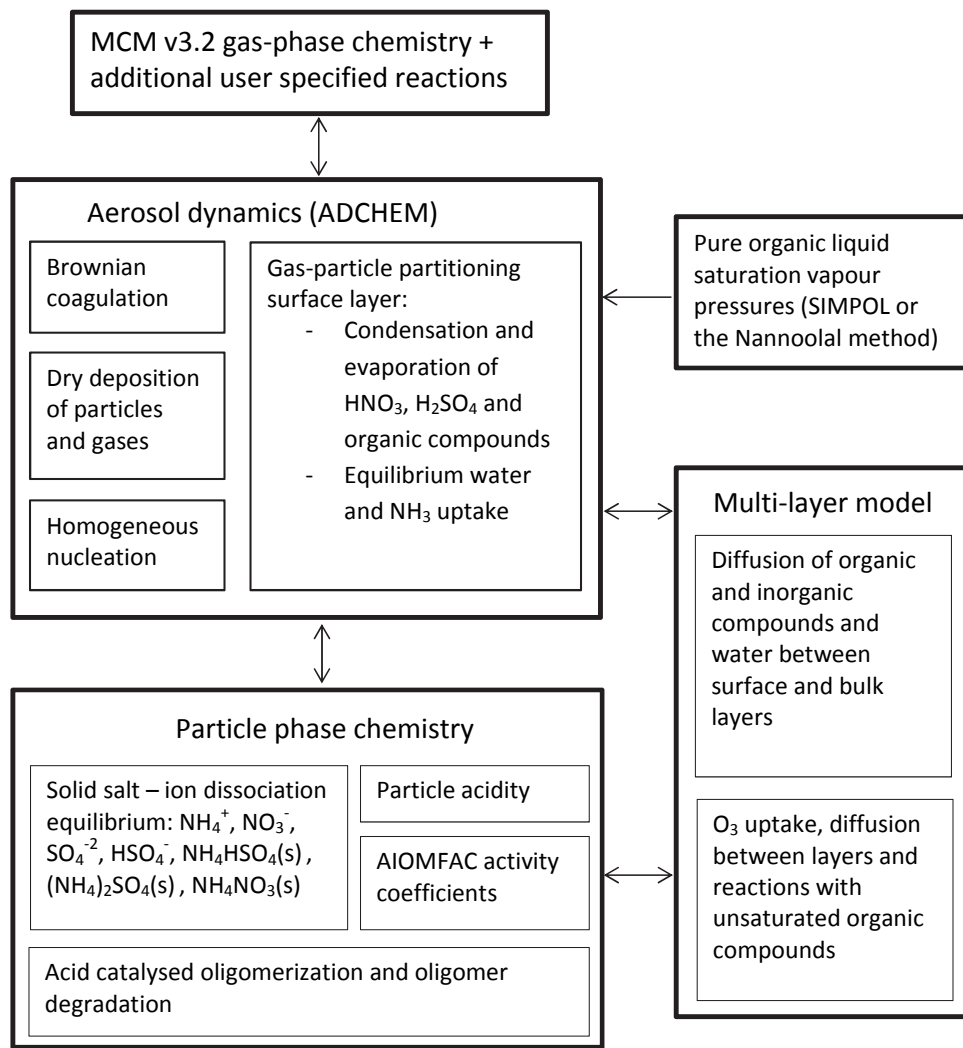 MCM v3.2 gas-phase chemistry +
additional user specified reactions
Aerosol dynamics (ADCHEM)
Brownian
coagulation
Dry deposition
of particles
and gases
Homogeneous
nucleation
Gas-particle partitioning
surface layer:
- Condensation and
evaporation of
HNO₃, H₂SO₄ and
organic compounds
- Equilibrium water
and NH₃ uptake
Pure organic liquid
saturation vapour
pressures (SIMPOL or
the Nannoolal method)
Multi-layer model
Diffusion of organic
and inorganic
compounds and
water between
surface and bulk
layers
O₃ uptake, diffusion
between layers and
reactions with
unsaturated organic
compounds
Particle phase chemistry
Solid salt – ion dissociation
equilibrium: NH₄⁺, NO₃⁻,
SO₄⁻², HSO₄⁻, NH₄HSO₄(s) ,
(NH₄)₂SO₄(s) , NH₄NO₃(s)
Particle acidity
AIOMFAC activity
coefficients
Acid catalysed oligomerization and oligomer
degradation